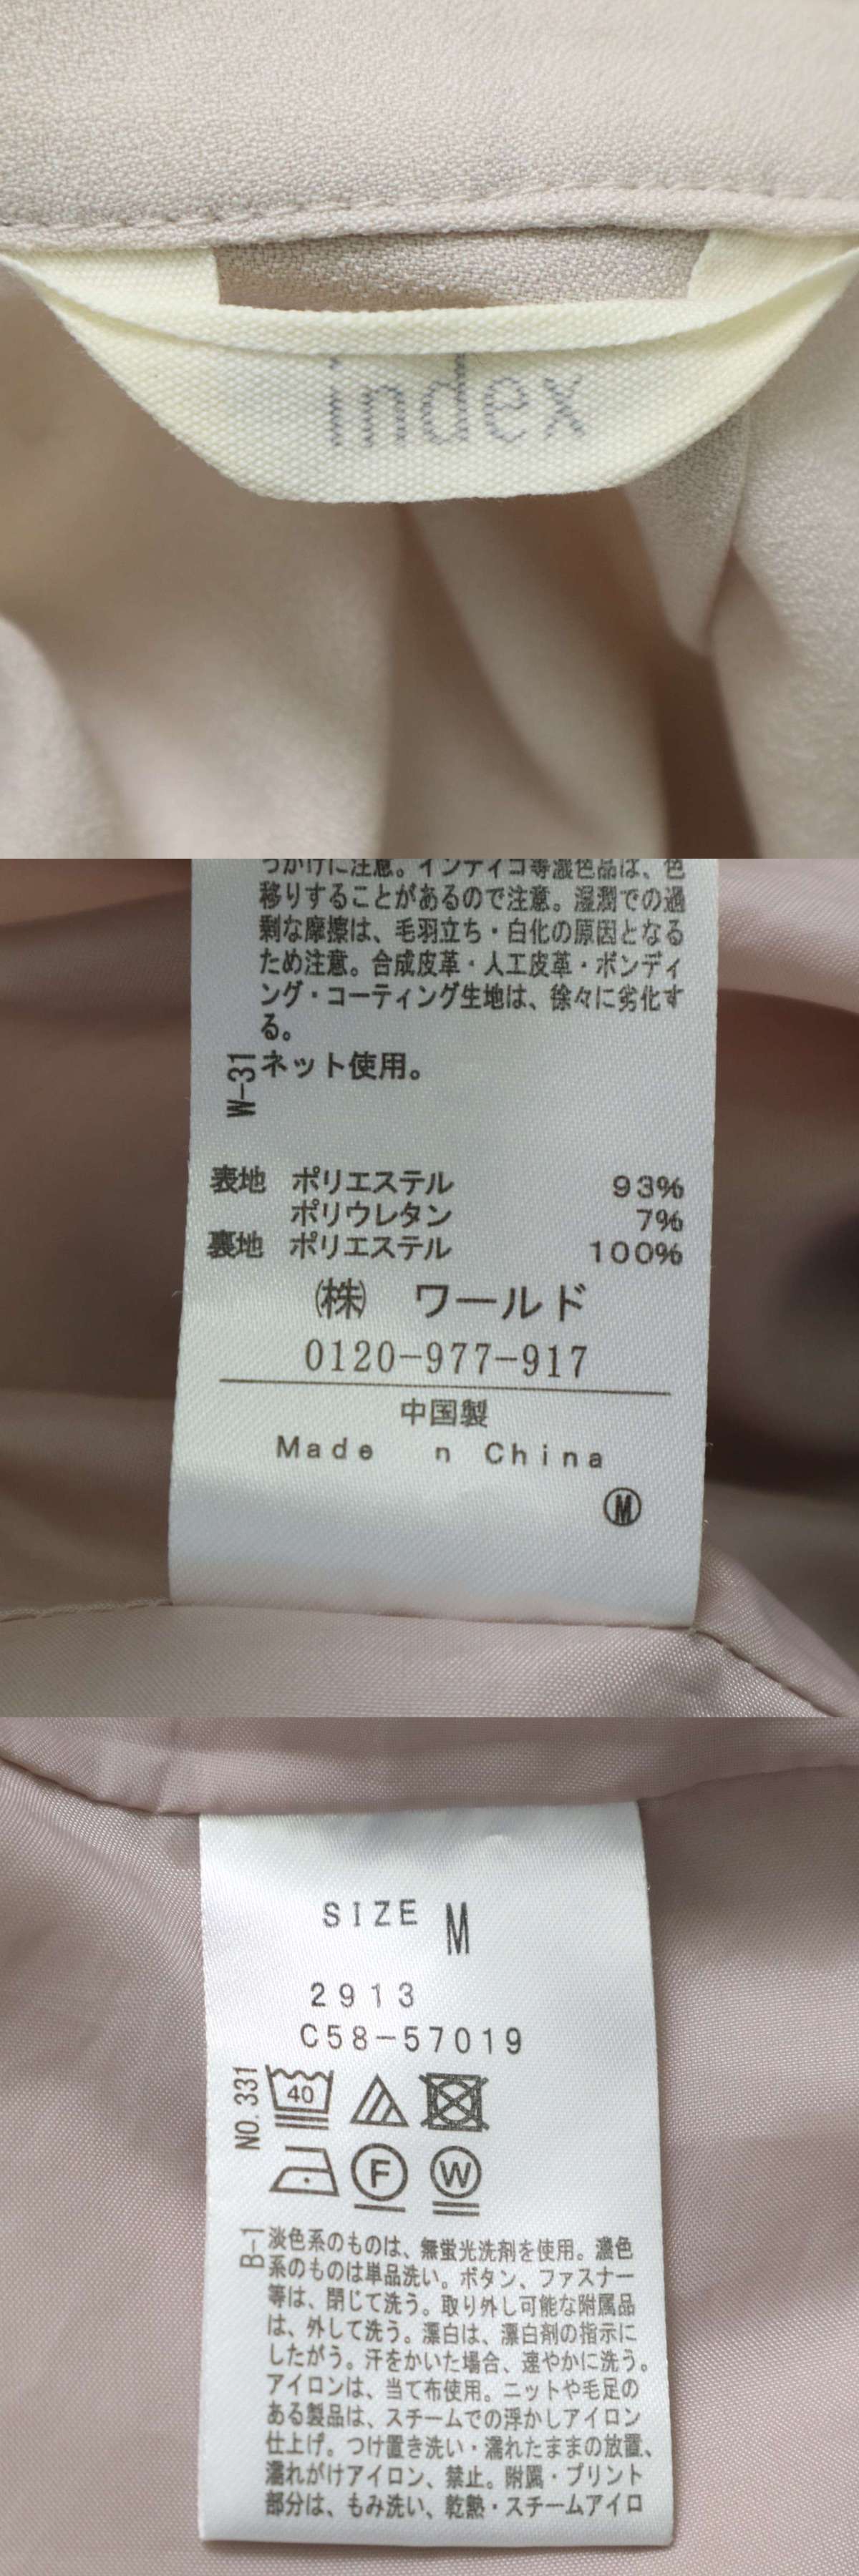 index
つかけに注意。インディゴ等濃色品は、色
移りすることがあるので注意。湿潤での過
剰な摩擦は、毛羽立ち・白化の原因となる
ため注意。合成皮革・人工皮革・ボンディ
ング・コーティング生地は、徐々に劣化す
る。
W-31
ネット使用。
表地 ポリエステル 93%
ポリウレタン 7%
裏地 ポリエステル 100%
㈱ ワールド
0120-977-917
中国製
Made n China
Ⓜ
SIZE M
2913
C58-57019
NO.331
40
F W
B-1
淡色系のものは、無蛍光洗剤を使用。濃色
系のものは単品洗い。ボタン、ファスナー
等は、閉じて洗う。取り外し可能な附属品
は、外して洗う。漂白は、漂白剤の指示に
したがう。汗をかいた場合、速やかに洗う。
アイロンは、当て布使用。ニットや毛足の
ある製品は、スチームでの浮かしアイロン
仕上げ。つけ置き洗い・濡れたままの放置、
濡れがけアイロン、禁止。附属・プリント
部分は、もみ洗い、乾熱・スチームアイロ